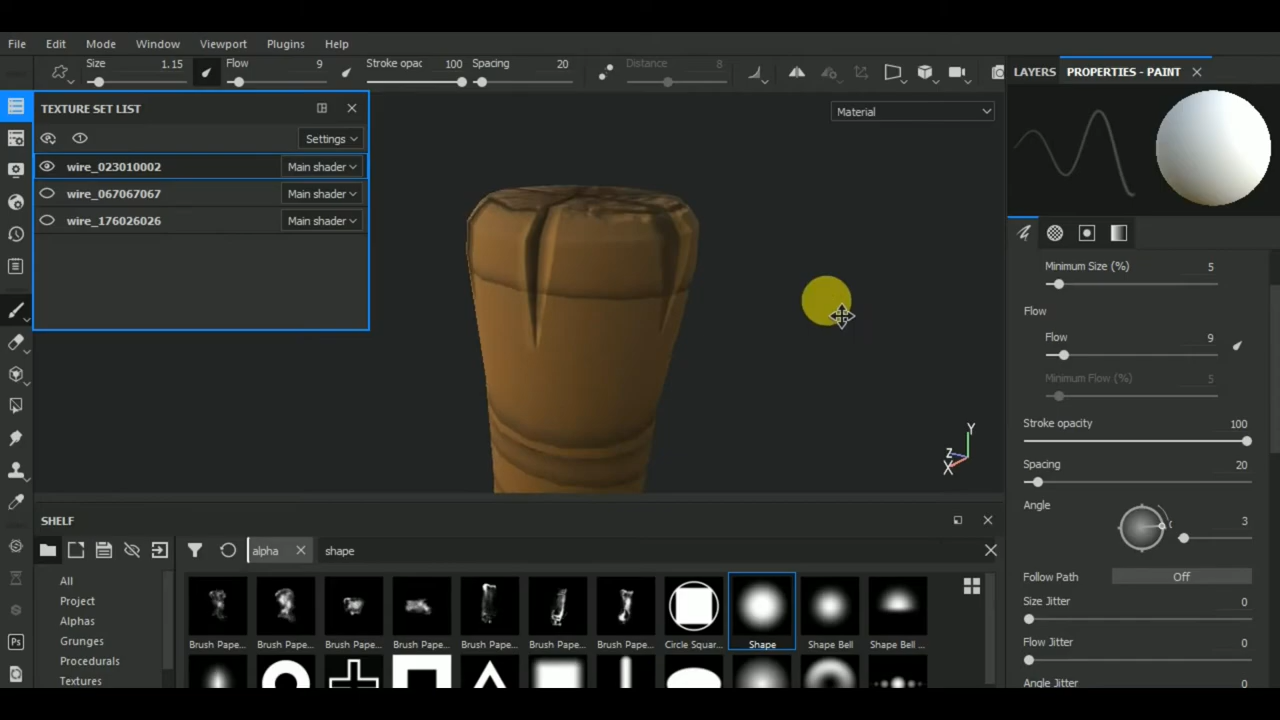 File Edit Mode Window Viewport Plugins Help
Size 1.15 Flow 9 Stroke opac 100 Spacing 20 Distance 8
LAYERS PROPERTIES - PAINT
TEXTURE SET LIST
Material
Settings
wire_023010002 Main shader
wire_067067067 Main shader
wire_176026026 Main shader
Minimum Size (%) 5
Flow
Flow 9
Minimum Flow (%) 5
Stroke opacity 100
Spacing 20
Angle 3
Follow Path Off
Size Jitter 0
Flow Jitter 0
Angle Jitter 0
Y
Z
X
SHELF
alpha shape
All
Project
Alphas
Grunges
Procedurals
Textures
Brush Pape... Brush Pape... Brush Pape... Brush Pape... Brush Pape... Brush Pape... Brush Pape... Circle Squar... Shape Shape Bell Shape Bell ...
Ps